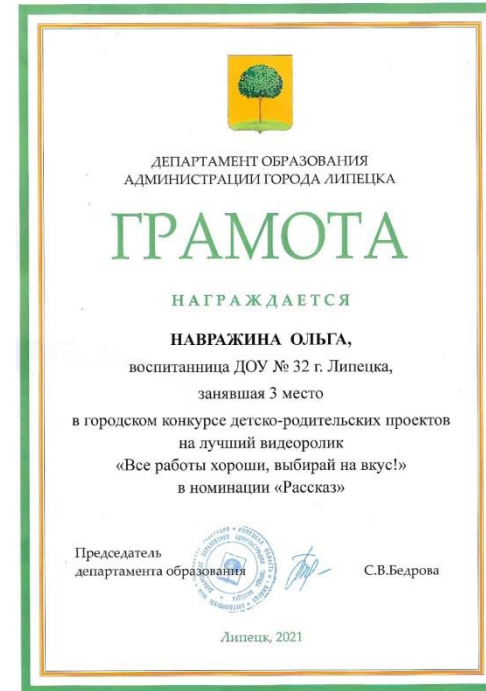 ДЕПАРТАМЕНТ ОБРАЗОВАНИЯ
АДМИНИСТРАЦИИ ГОРОДА ЛИПЕЦКА
ГРАМОТА
НАГРАЖДАЕТСЯ
НАВРАЖИНА ОЛЬГА,
воспитанница ДОУ № 32 г. Липецка,
занявшая 3 место
в городском конкурсе детско-родительских проектов
на лучший видеоролик
«Все работы хороши, выбирай на вкус!»
в номинации «Рассказ»
Председатель
департамента образования
С.В.Бедрова
Липецк, 2021